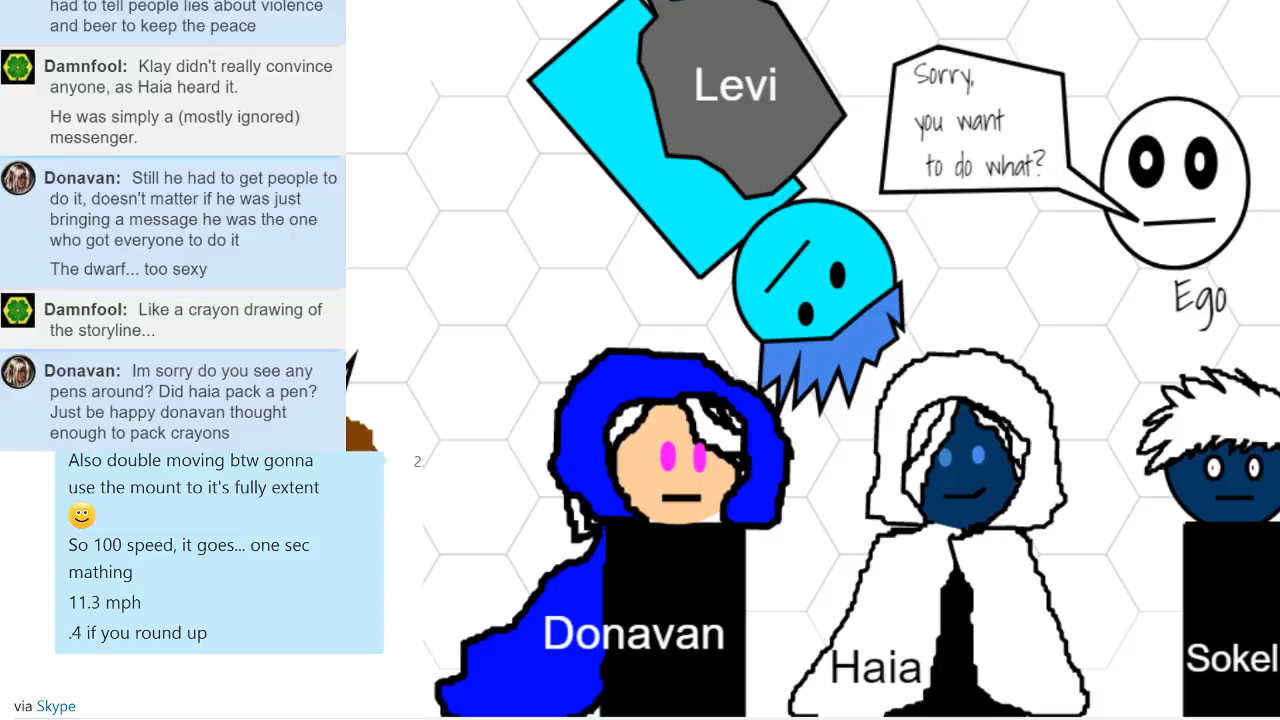 had to tell people lies about violence
and beer to keep the peace
Damnfool: Klay didn't really convince
anyone, as Haia heard it.
He was simply a (mostly ignored)
messenger.
Donavan: Still he had to get people to
do it, doesn't matter if he was just
bringing a message he was the one
who got everyone to do it
The dwarf... too sexy
Damnfool: Like a crayon drawing of
the storyline...
Donavan: Im sorry do you see any
pens around? Did haia pack a pen?
Just be happy donavan thought
enough to pack crayons
Also double moving btw gonna
use the mount to it's fully extent
So 100 speed, it goes... one sec
mathing
11.3 mph
.4 if you round up
via Skype
2
Levi
Sorry,
you want
to do what?
Ego
Donavan
Haia
Sokel